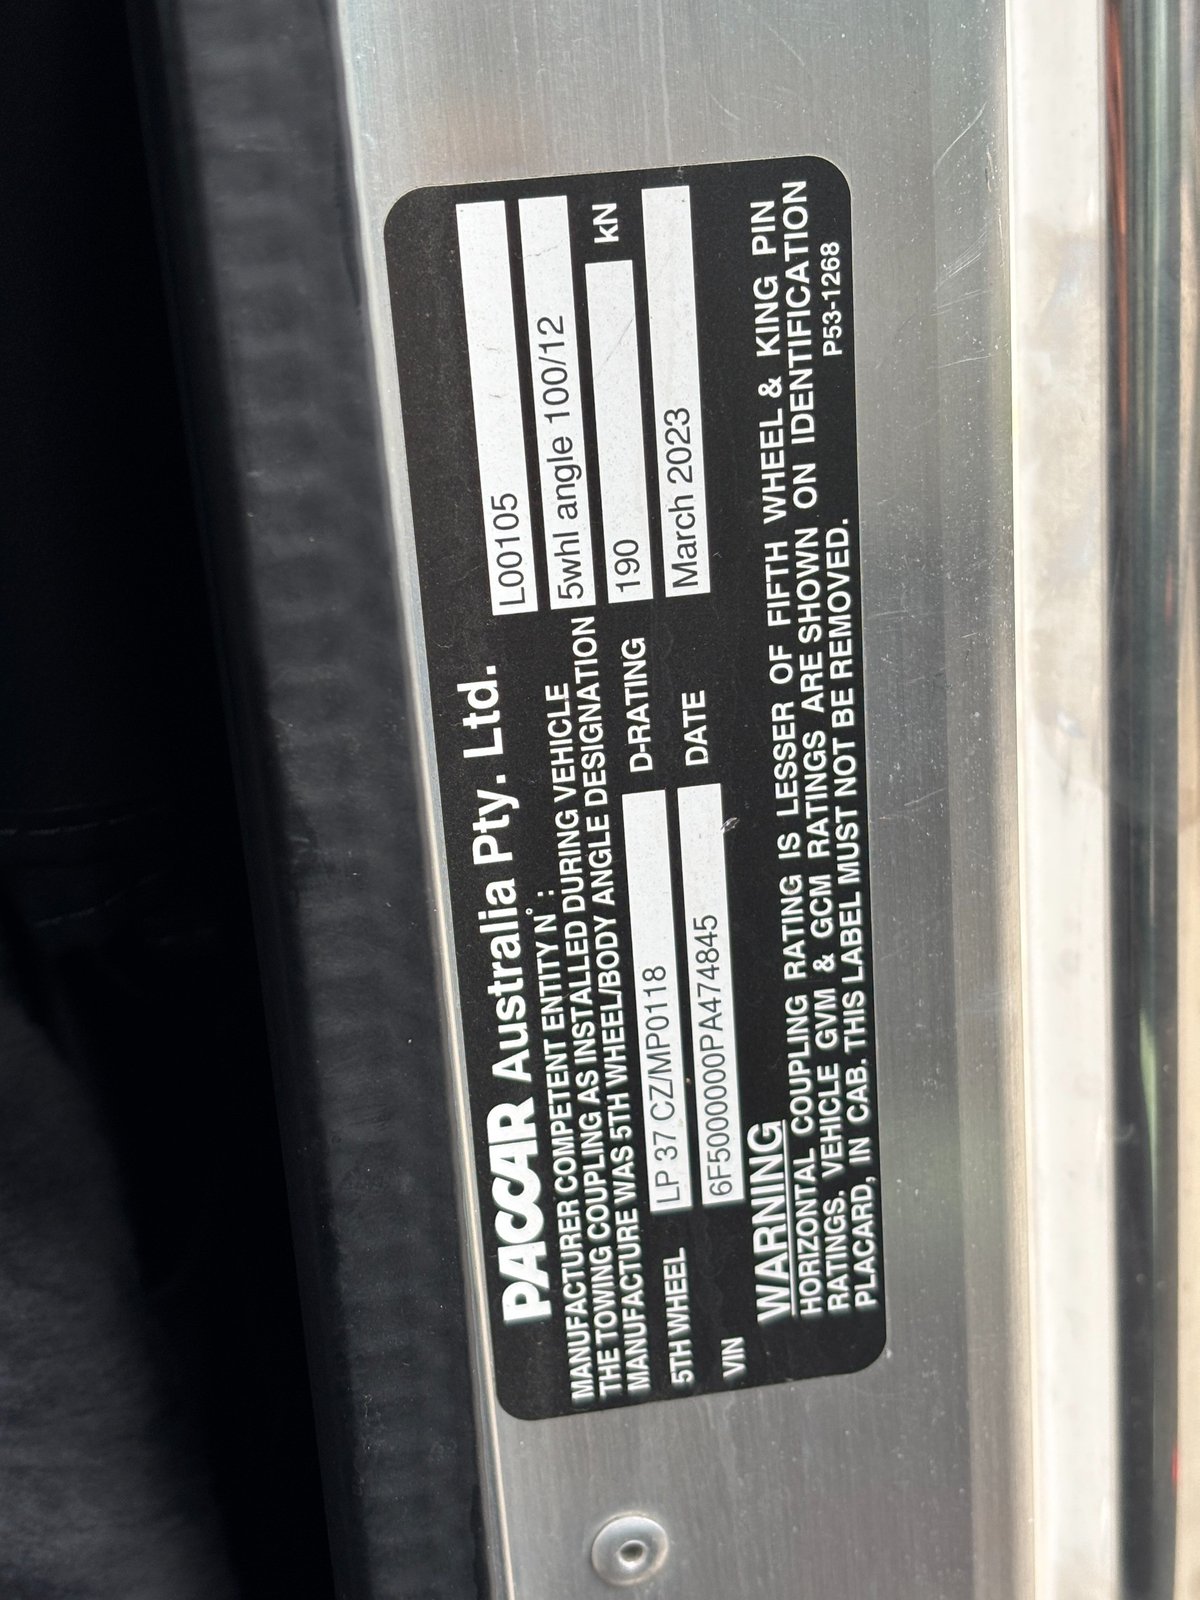 PACCAR Australia Pty. Ltd.
MANUFACTURER COMPETENT ENTITY N° : L00105
THE TOWING COUPLING AS INSTALLED DURING VEHICLE
MANUFACTURE WAS 5TH WHEEL/BODY ANGLE DESIGNATION 5whl angle 100/12
5TH WHEEL LP 37 CZ/MP0118 D-RATING 190 kN
VIN 6F5000000PA474845 DATE March 2023
WARNING
HORIZONTAL COUPLING RATING IS LESSER OF FIFTH WHEEL & KING PIN
RATINGS. VEHICLE GVM & GCM RATINGS ARE SHOWN ON IDENTIFICATION
PLACARD, IN CAB. THIS LABEL MUST NOT BE REMOVED. P53-1268